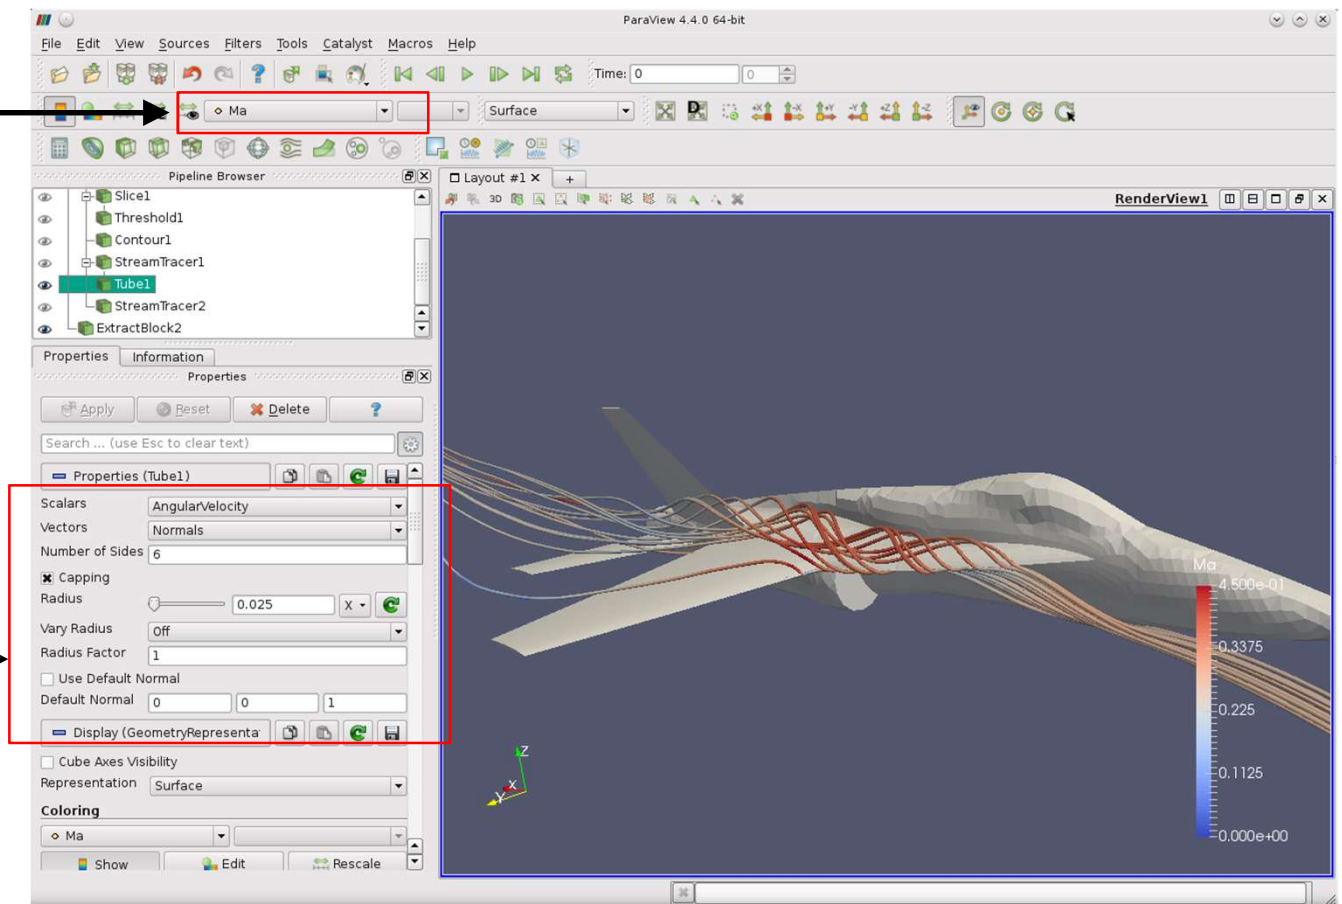 ParaView 4.4.0 64-bit
File Edit View Sources Filters Tools Catalyst Macros Help
Time: 0 0
Ma Surface
Pipeline Browser
Layout #1
3D RenderView1
Slice1
Threshold1
Contour1
StreamTracer1
Tube1
StreamTracer2
ExtractBlock2
Properties Information
Properties
Apply Reset Delete ?
Search ... (use Esc to clear text)
Properties (Tube1)
Scalars AngularVelocity
Vectors Normals
Number of Sides 6
Capping
Radius 0.025 X
Vary Radius Off
Radius Factor 1
Use Default Normal
Default Normal 0 0 1
Display (GeometryRepresenta
Cube Axes Visibility
Representation Surface
Coloring
Ma
Show Edit Rescale
Ma
4.500e-01
0.3375
0.225
0.1125
0.000e+00
Z
X
Y